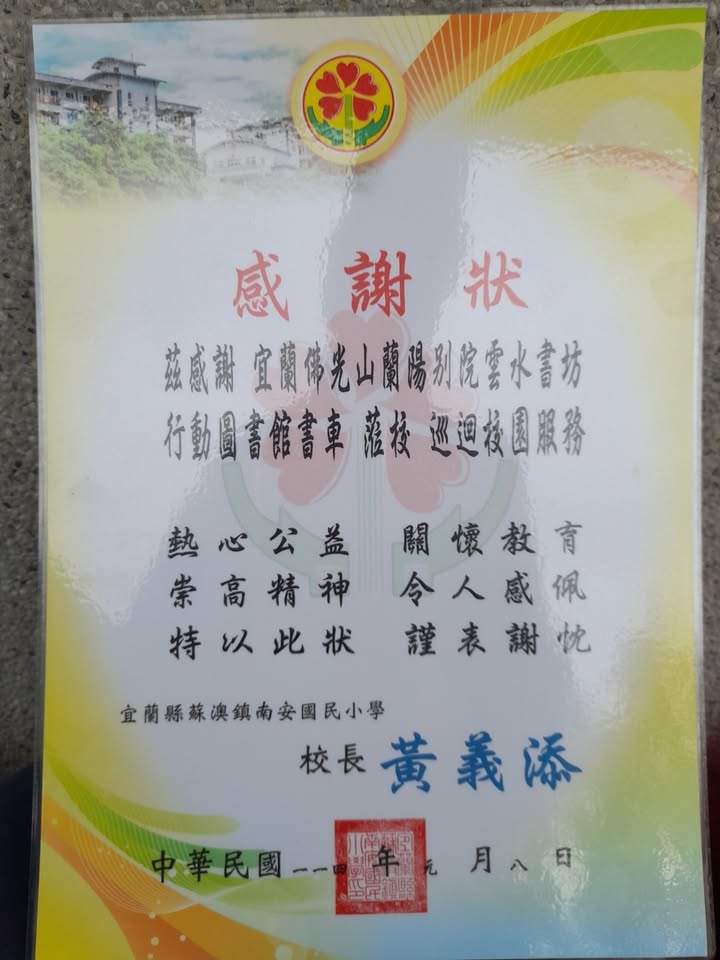 感謝狀
茲感謝 宜蘭佛光山蘭陽別院雲水書坊
行動圖書館書車 蒞校 巡迴校園服務
熱心公益 關懷教育
崇高精神 令人感佩
特以此狀 謹表謝忱
宜蘭縣蘇澳鎮南安國民小學
校長 黃義添
中華民國一一四年元月八日